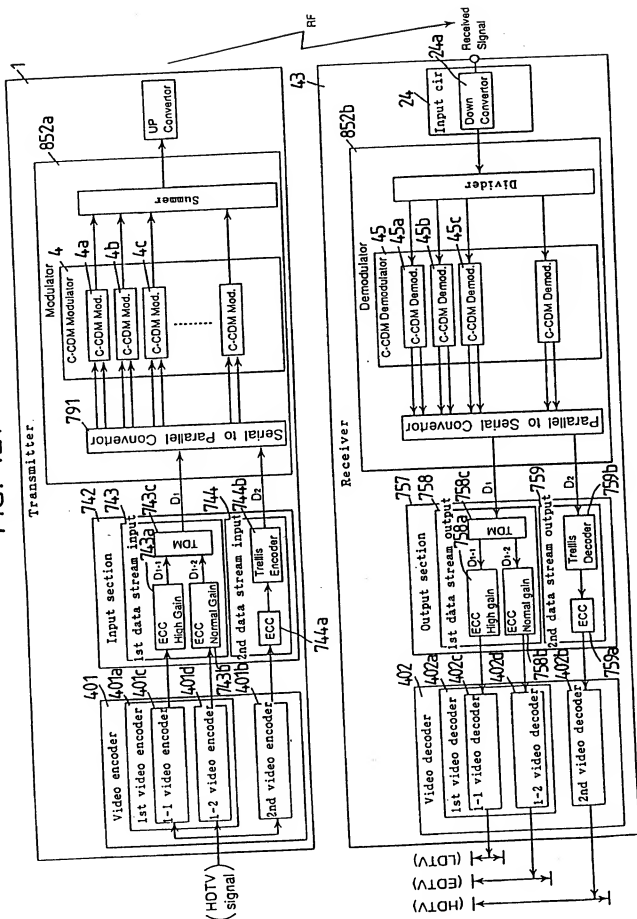 Transmitter
1
Video encoder
401
401a
1st video encoder
401c
1-1 video encoder
401d
1-2 video encoder
401b
2nd video encoder
(HDTV signal)
Input section
742
743
1st data stream input
743a
743c
ECC High Gain
D1-1
TDM
D1-2
ECC Normal Gain
743b
744
2nd data stream input
744b
ECC
744a
Trellis Encoder
D1
D2
791
Serial to Parallel Convertor
Modulator
852a
4
C-CDM Modulator
4a
C-CDM Mod.
4b
C-CDM Mod.
4c
C-CDM Mod.
C-CDM Mod.
Summer
UP Convertor
RF
Receiver
43
Video decoder
402
402a
1st video decoder
402c
1-1 video decoder
402d
1-2 video decoder
402b
2nd video decoder
(LDTV)
(EDTV)
(HDTV)
Output section
757
758
1st data stream output
758a
758c
ECC High gain
D1-1
TDM
D1-2
ECC Normal gain
758b
759
2nd data stream output
ECC
759a
Trellis Decoder
759b
D1
D2
Parallel to Serial Convertor
Demodulator
852b
45
C-CDM Demodulator
45a
C-CDM Demod.
45b
C-CDM Demod.
45c
C-CDM Demod.
C-CDM Demod.
Divider
24
Input cir
24a
Down Convertor
Received Signal